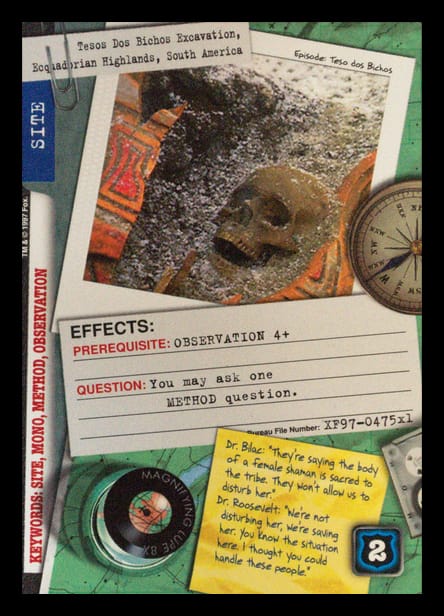 Tesos Dos Bichos Excavation,
Ecquadorian Highlands, South America
Episode: Teso dos Bichos
SITE
TM & © 1997 Fox.
KEYWORDS: SITE, MONO, METHOD, OBSERVATION
EFFECTS:
PREREQUISITE: OBSERVATION 4+
QUESTION: You may ask one
METHOD question.
Bureau File Number: XF97-0475x1
Dr. Bilac: "They're saying the body
of a female shaman is sacred to
the tribe. They won't allow us to
disturb her."
Dr. Roosevelt: "We're not
disturbing her, we're saving
her. You know the situation
here. I thought you could
handle these people."
MAGNIFYING LUPE 8X
2